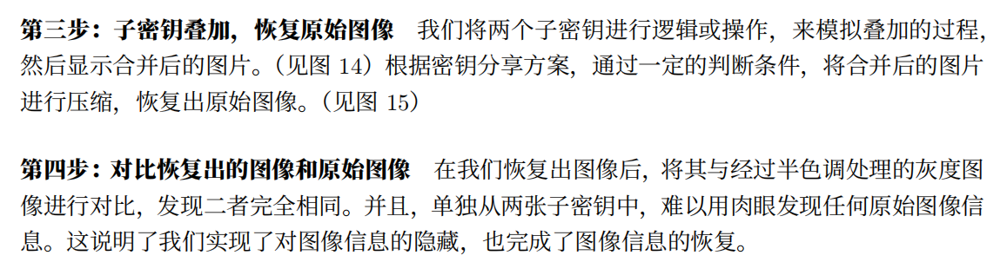 第三步：子密钥叠加，恢复原始图像 我们将两个子密钥进行逻辑或操作，来模拟叠加的过程，
然后显示合并后的图片。（见图 14）根据密钥分享方案，通过一定的判断条件，将合并后的图片
进行压缩，恢复出原始图像。（见图 15）
第四步：对比恢复出的图像和原始图像 在我们恢复出图像后，将其与经过半色调处理的灰度图
像进行对比，发现二者完全相同。并且，单独从两张子密钥中，难以用肉眼发现任何原始图像信
息。这说明了我们实现了对图像信息的隐藏，也完成了图像信息的恢复。